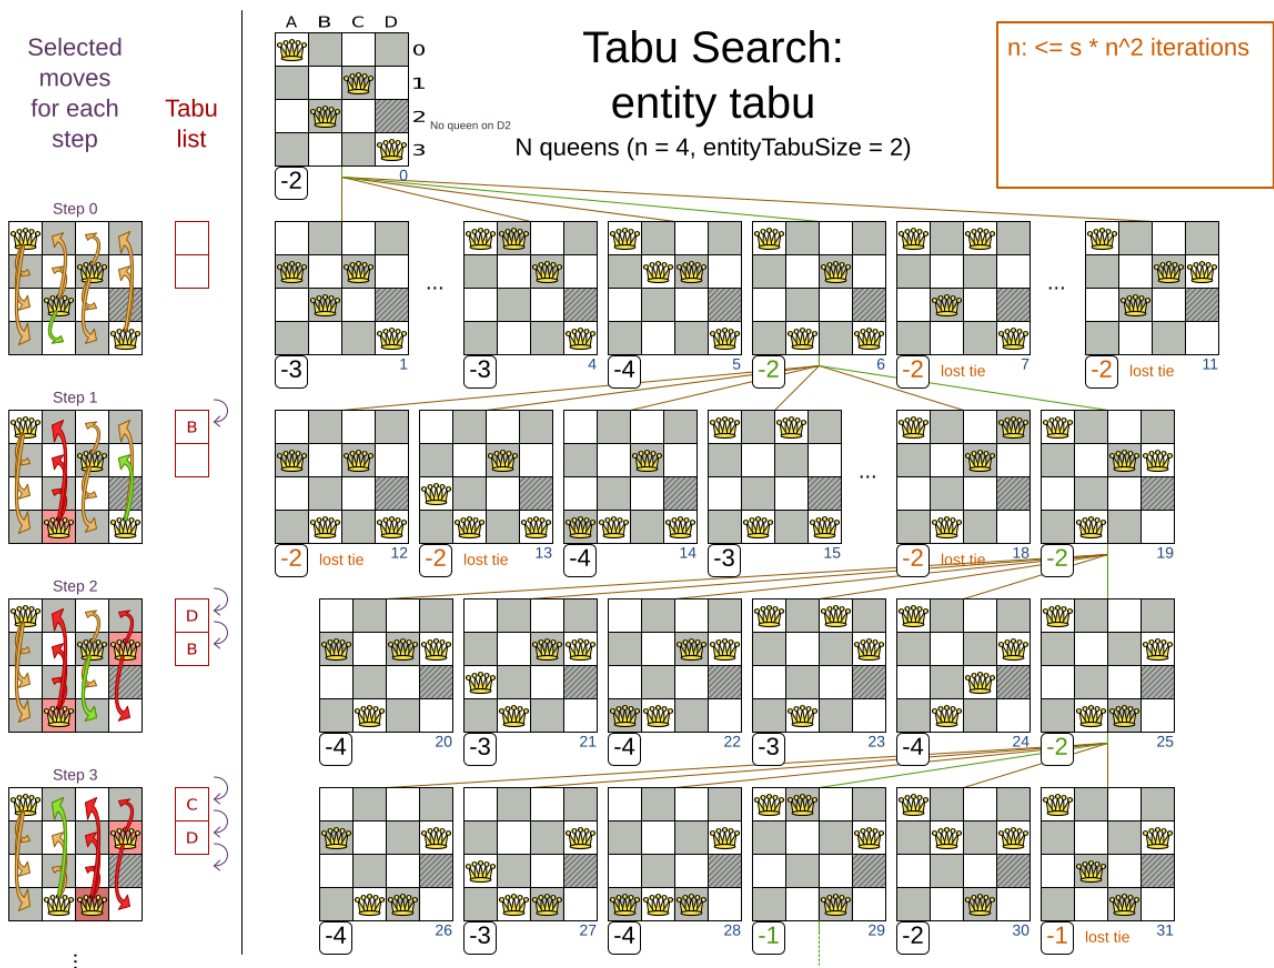 Selected
moves
for each
step
Tabu
list
A B C D
0
1
2
3
No queen on D2
-2
0
Tabu Search:
entity tabu
N queens (n = 4, entityTabuSize = 2)
n: <= s * n^2 iterations
Step 0
...
...
-3
1
-3
4
-4
5
-2
6
-2 lost tie
7
-2 lost tie
11
Step 1
B
...
-2 lost tie
12
-2 lost tie
13
-4
14
-3
15
-2 lost tie
18
-2
19
Step 2
D
B
-4
20
-3
21
-4
22
-3
23
-4
24
-2
25
Step 3
C
D
-4
26
-3
27
-4
28
-1
29
-2
30
-1 lost tie
31
...